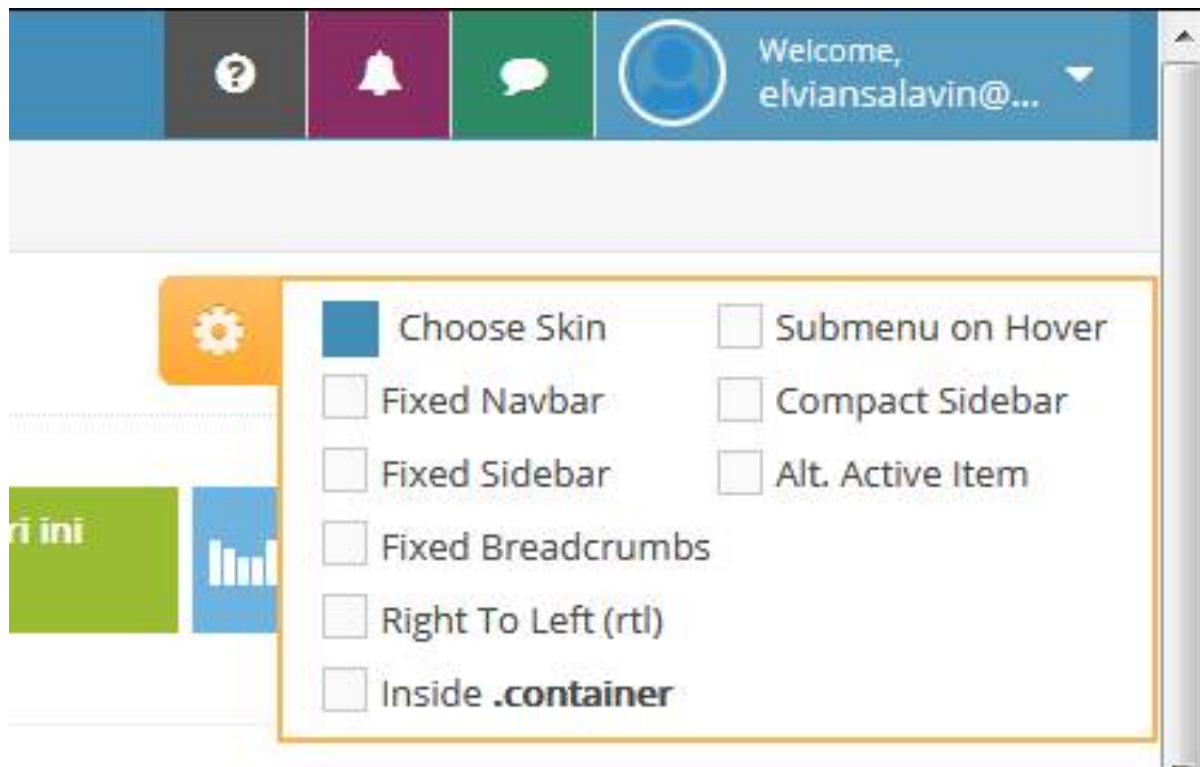 Welcome,
elviansalavin@...
Choose Skin
Submenu on Hover
Fixed Navbar
Compact Sidebar
Fixed Sidebar
Alt. Active Item
ri ini
Fixed Breadcrumbs
Right To Left (rtl)
Inside .container